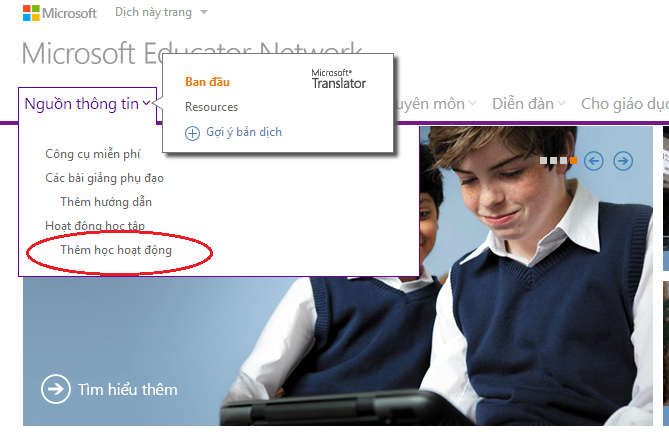 Microsoft Dịch này trang
Microsoft Educator Network
Ban đầu
Microsoft® Translator
Resources
Gợi ý bản dịch
Nguồn thông tin
uyên môn Diễn đàn Cho giáo dục
Công cụ miễn phí
Các bài giảng phụ đạo
Thêm hướng dẫn
Hoạt động học tập
Thêm học hoạt động
Tìm hiểu thêm